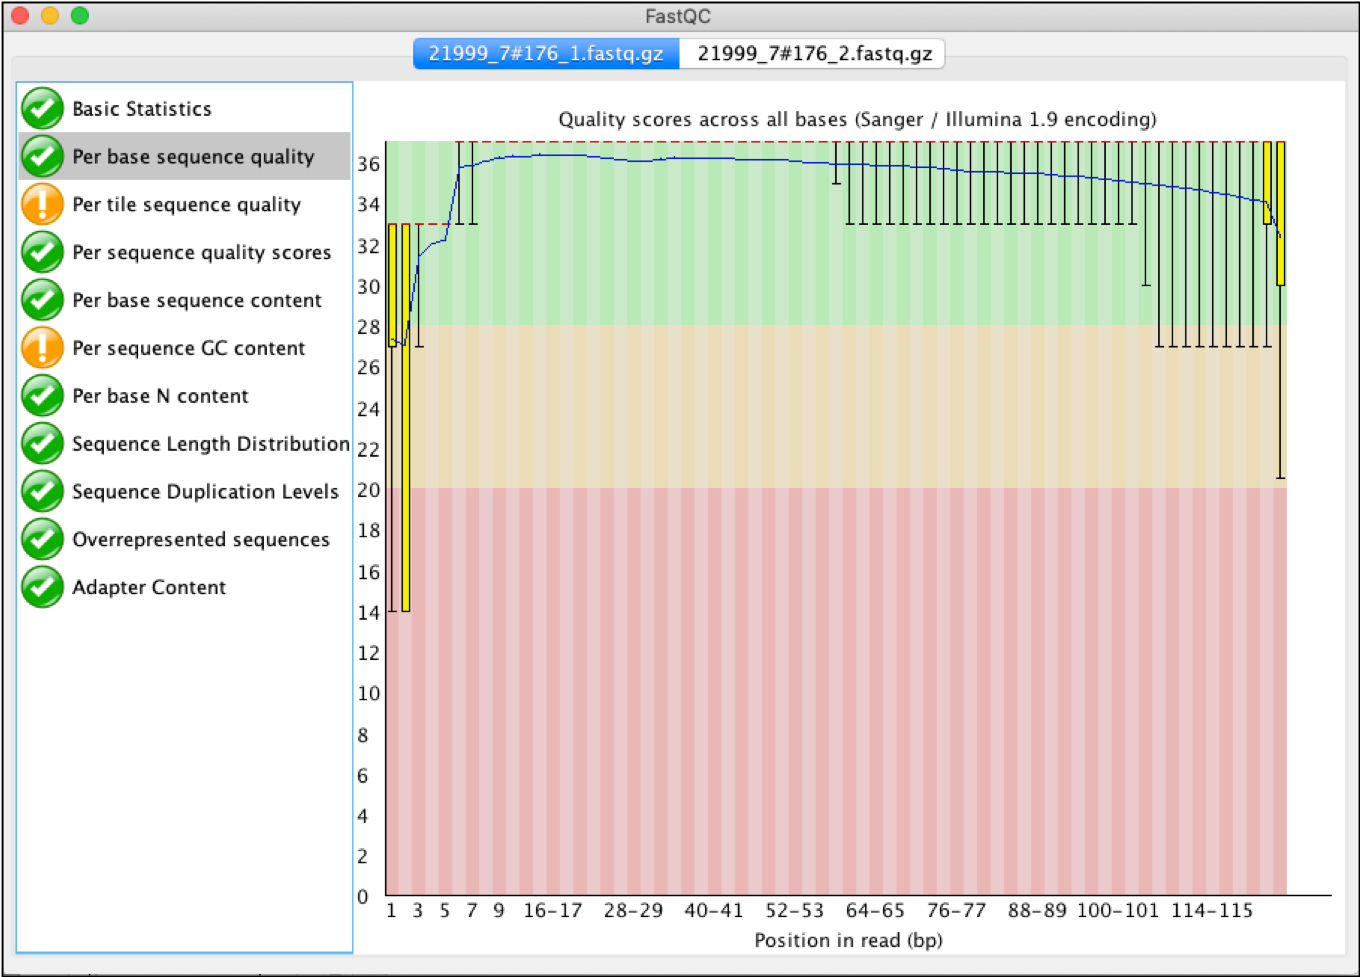 FastQC
21999_7#176_1.fastq.gz 21999_7#176_2.fastq.gz
Basic Statistics
Per base sequence quality
Per tile sequence quality
Per sequence quality scores
Per base sequence content
Per sequence GC content
Per base N content
Sequence Length Distribution
Sequence Duplication Levels
Overrepresented sequences
Adapter Content
Quality scores across all bases (Sanger / Illumina 1.9 encoding)
36
34
32
30
28
26
24
22
20
18
16
14
12
10
8
6
4
2
0
1 3 5 7 9 16-17 28-29 40-41 52-53 64-65 76-77 88-89 100-101 114-115
Position in read (bp)